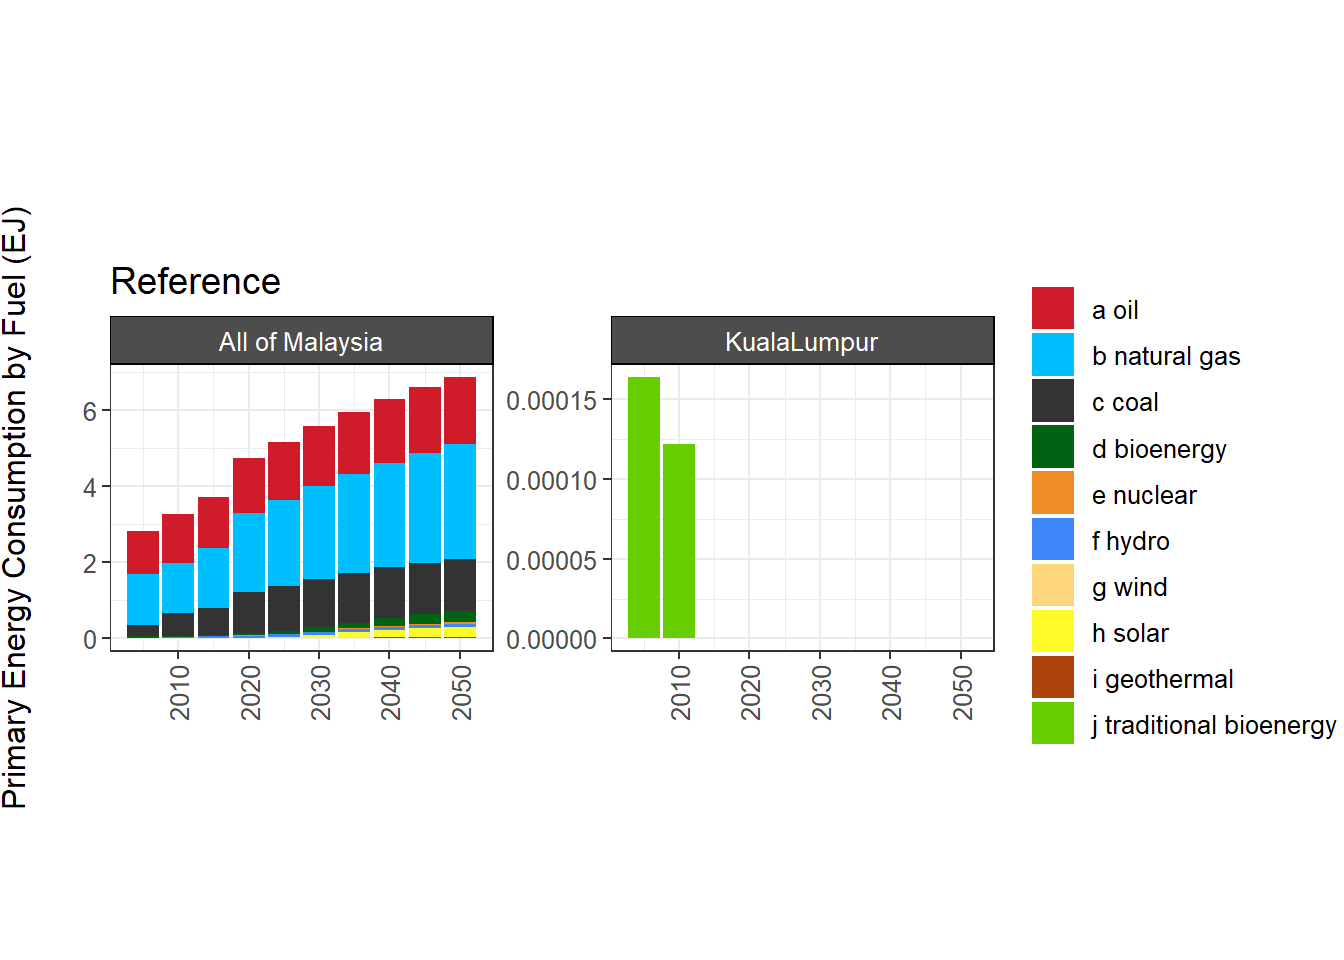 Primary Energy Consumption by Fuel (EJ)
Reference
All of Malaysia
6
4
2
0
2010
2020
2030
2040
2050
KualaLumpur
0.00015
0.00010
0.00005
0.00000
2010
2020
2030
2040
2050
a oil
b natural gas
c coal
d bioenergy
e nuclear
f hydro
g wind
h solar
i geothermal
j traditional bioenergy